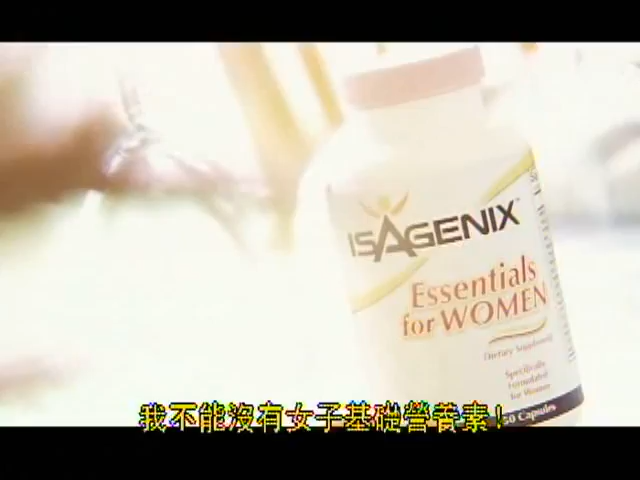 ISAGENIX™
Essentials
for WOMEN
Dietary Supplement
Specifically
Formulated
for Women
Capsules
我不能沒有女子基礎營養素！